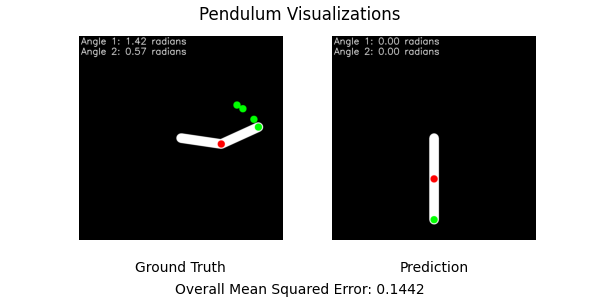 Pendulum Visualizations
Angle 1: 1.42 radians
Angle 2: 0.57 radians
Angle 1: 0.00 radians
Angle 2: 0.00 radians
Ground Truth
Prediction
Overall Mean Squared Error: 0.1442